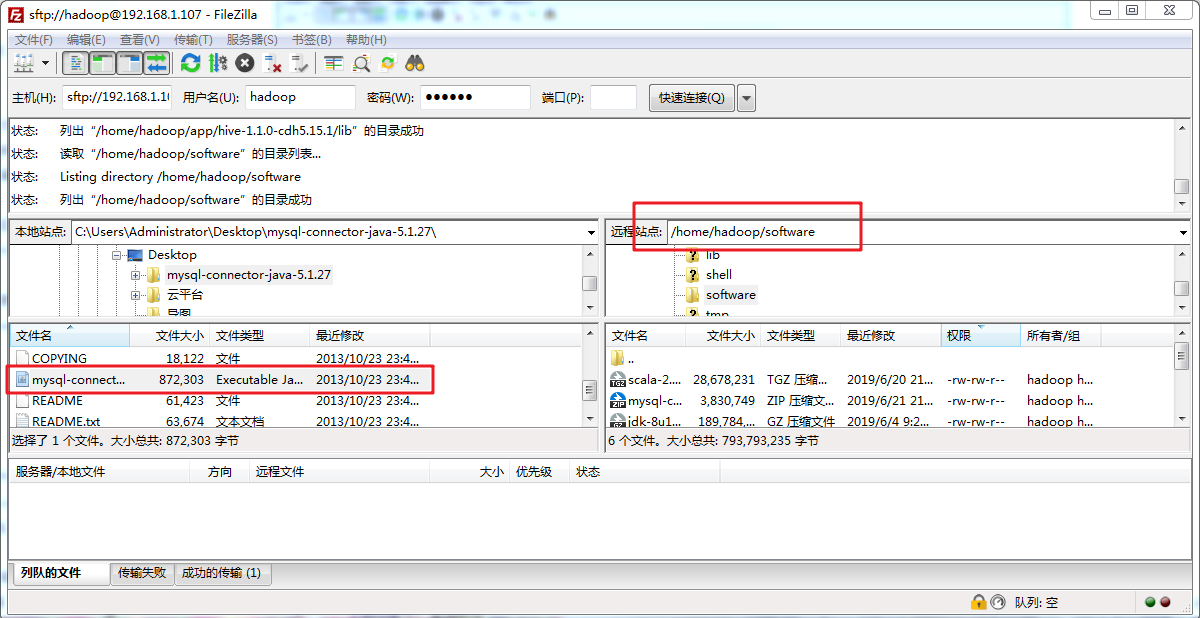 sftp://hadoop@192.168.1.107 - FileZilla
文件(F) 编辑(E) 查看(V) 传输(T) 服务器(S) 书签(B) 帮助(H)
主机(H): sftp://192.168.1.10 用户名(U): hadoop 密码(W): ●●●●●● 端口(P): 快速连接(Q)
状态: 列出“/home/hadoop/app/hive-1.1.0-cdh5.15.1/lib”的目录成功
状态: 读取“/home/hadoop/software”的目录列表...
状态: Listing directory /home/hadoop/software
状态: 列出“/home/hadoop/software”的目录成功
本地站点: C:\Users\Administrator\Desktop\mysql-connector-java-5.1.27\
Desktop
mysql-connector-java-5.1.27
云平台
导图
远程站点: /home/hadoop/software
lib
shell
software
tmp
文件名 文件大小 文件类型 最近修改
COPYING 18,122 文件 2013/10/23 23:4...
mysql-connect... 872,303 Executable Ja... 2013/10/23 23:4...
README 61,423 文件 2013/10/23 23:4...
README.txt 63,674 文本文档 2013/10/23 23:4...
选择了 1 个文件。大小总共: 872,303 字节
文件名 文件大小 文件类型 最近修改 权限 所有者/组
..
scala-2.... 28,678,231 TGZ 压缩... 2019/6/20 21... -rw-rw-r-- hadoop h...
mysql-c... 3,830,749 ZIP 压缩文... 2019/6/21 21... -rw-rw-r-- hadoop h...
jdk-8u1... 189,784,... GZ 压缩文件 2019/6/4 9:2... -rw-rw-r-- hadoop h...
6 个文件。大小总共: 793,793,235 字节
服务器/本地文件 方向 远程文件 大小 优先级 状态
列队的文件 传输失败 成功的传输 (1)
队列: 空